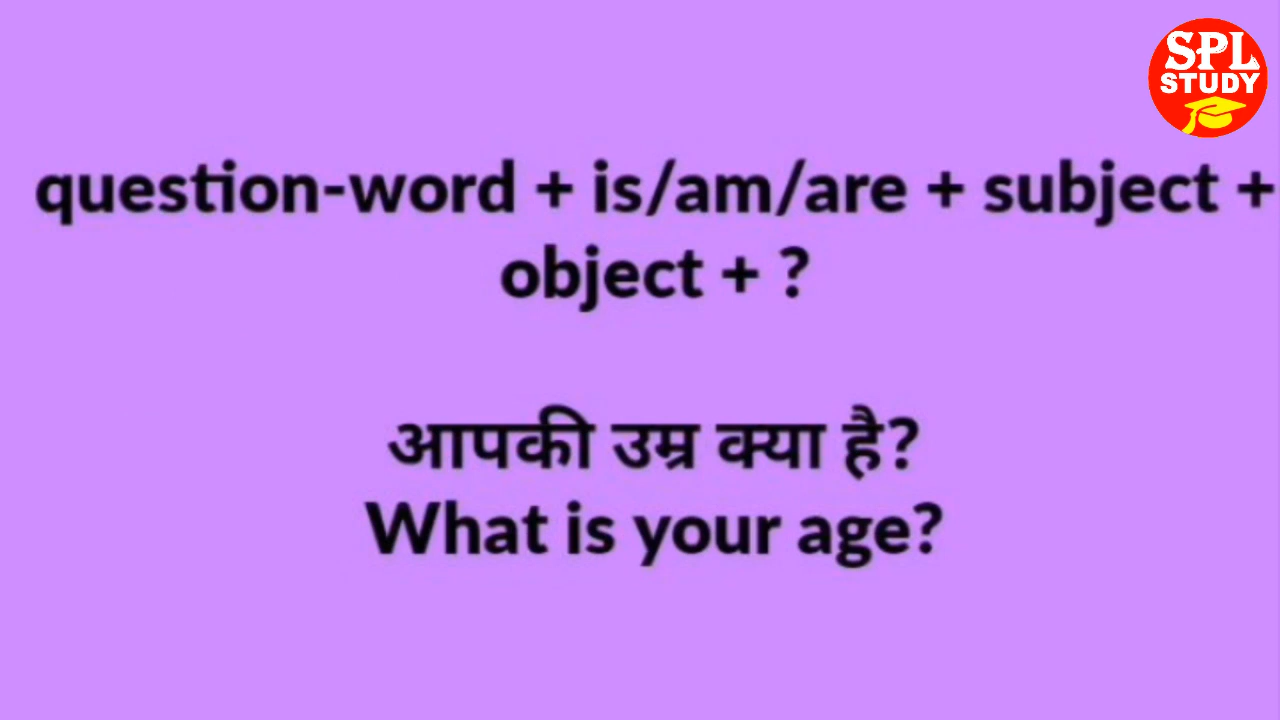 SPL
STUDY
question-word + is/am/are + subject +
object + ?
आपकी उम्र क्या है?
What is your age?